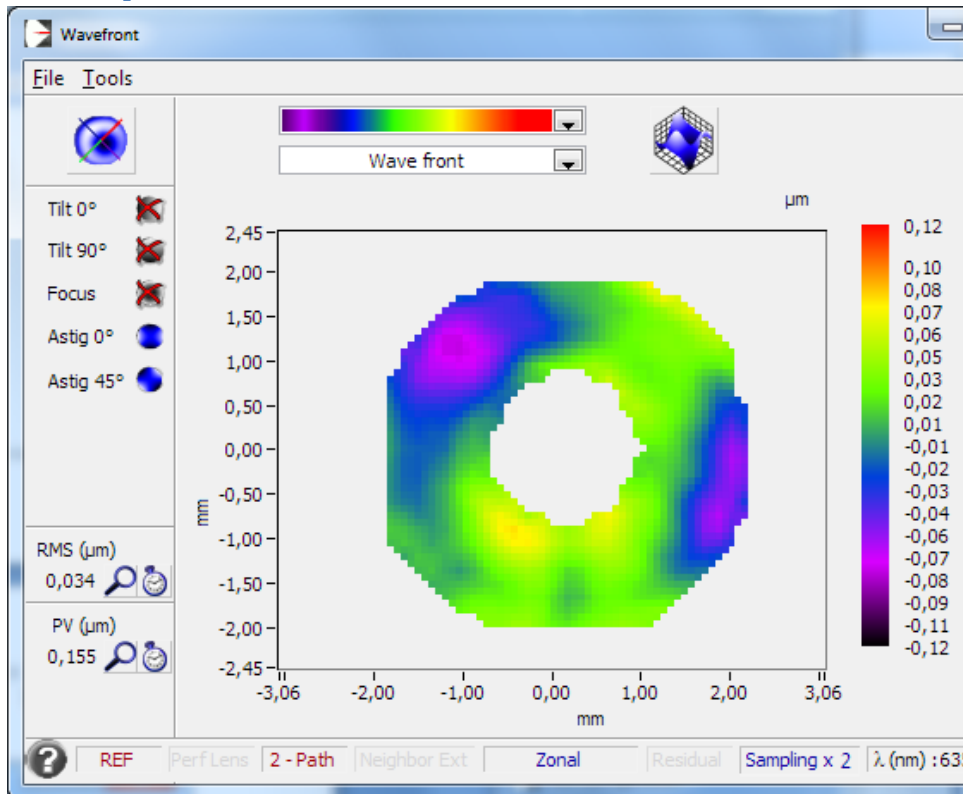 Wavefront
File Tools
Wave front
Tilt 0°
Tilt 90°
Focus
Astig 0°
Astig 45°
RMS (µm)
0,034
PV (µm)
0,155
µm
2,45
2,00
1,50
1,00
0,50
0,00
-0,50
-1,00
-1,50
-2,00
-2,45
mm
-3,06 -2,00 -1,00 0,00 1,00 2,00 3,06
mm
0,12
0,10
0,08
0,07
0,06
0,05
0,03
0,02
0,01
-0,01
-0,02
-0,03
-0,04
-0,06
-0,07
-0,08
-0,09
-0,11
-0,12
? REF Perf Lens 2 - Path Neighbor Ext Zonal Residual Sampling x 2 λ (nm) :63